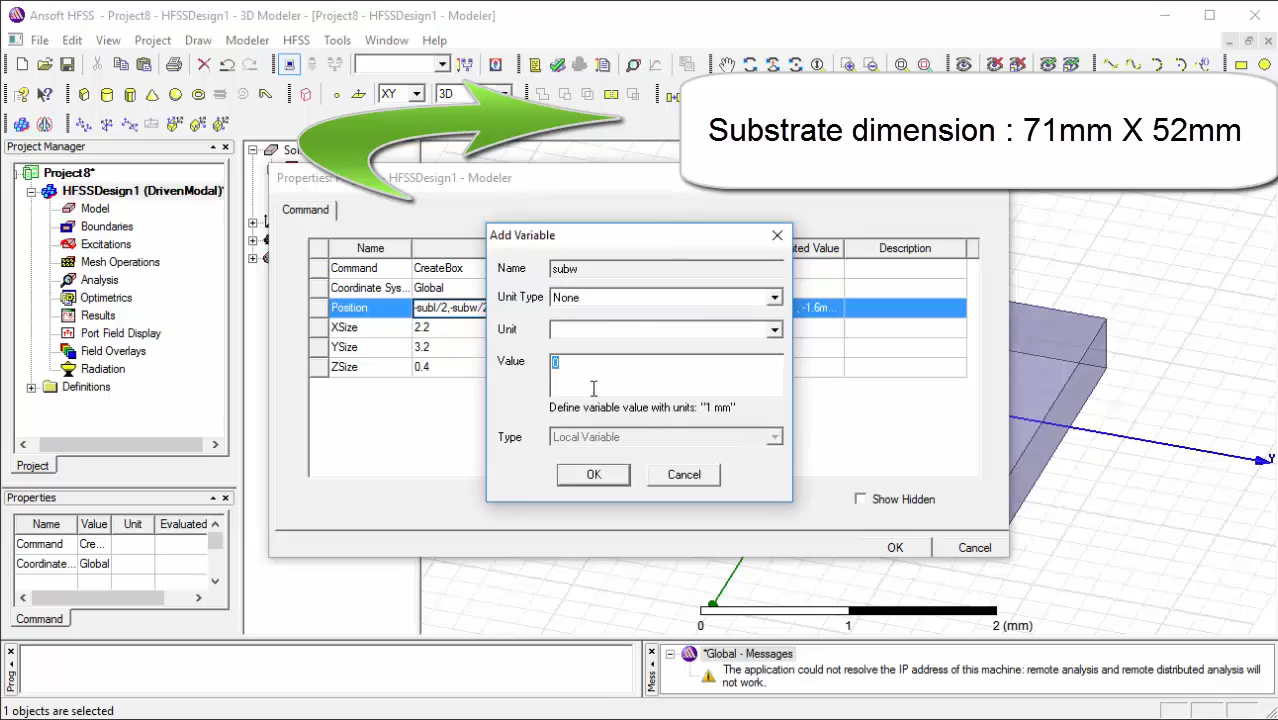 Ansoft HFSS - Project8 - HFSSDesign1 - 3D Modeler - [Project8 - HFSSDesign1 - Modeler]
File Edit View Project Draw Modeler HFSS Tools Window Help
XY 3D
Substrate dimension : 71mm X 52mm
Project Manager
Project8*
HFSSDesign1 (DrivenModal)*
Model
Boundaries
Excitations
Mesh Operations
Analysis
Optimetrics
Results
Port Field Display
Field Overlays
Radiation
Definitions
Project
- HFSSDesign1 - Modeler
Command
Name Description
Command CreateBox
Coordinate Sys... Global
Position -subl/2,-subw/2 , -1.6m...
XSize 2.2
YSize 3.2
ZSize 0.4
Show Hidden
OK Cancel
Add Variable
Name subw
Unit Type None
Unit
Value 0
Define variable value with units: "1 mm"
Type Local Variable
OK Cancel
Properties
Name Value Unit Evaluated
Command Cre...
Coordinate... Global
Command
Y
0 1 2 (mm)
*Global - Messages
The application could not resolve the IP address of this machine: remote analysis and remote distributed analysis will
not work.
1 objects are selected